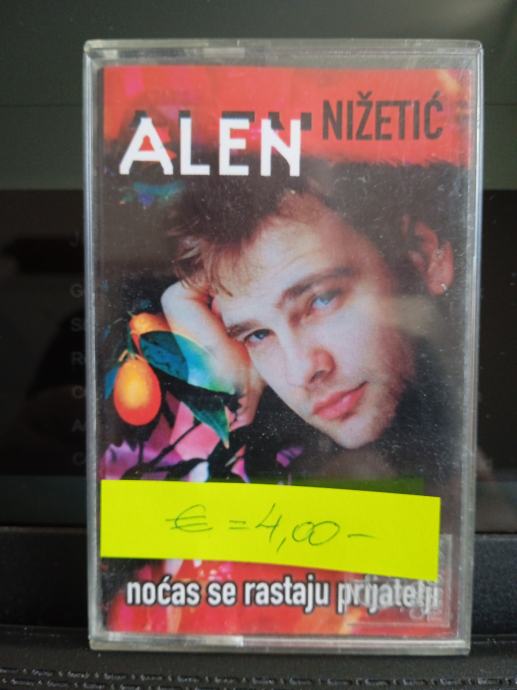 ALEN NIŽETIĆ
€ = 4,00-
noćas se rastaju prijatelji